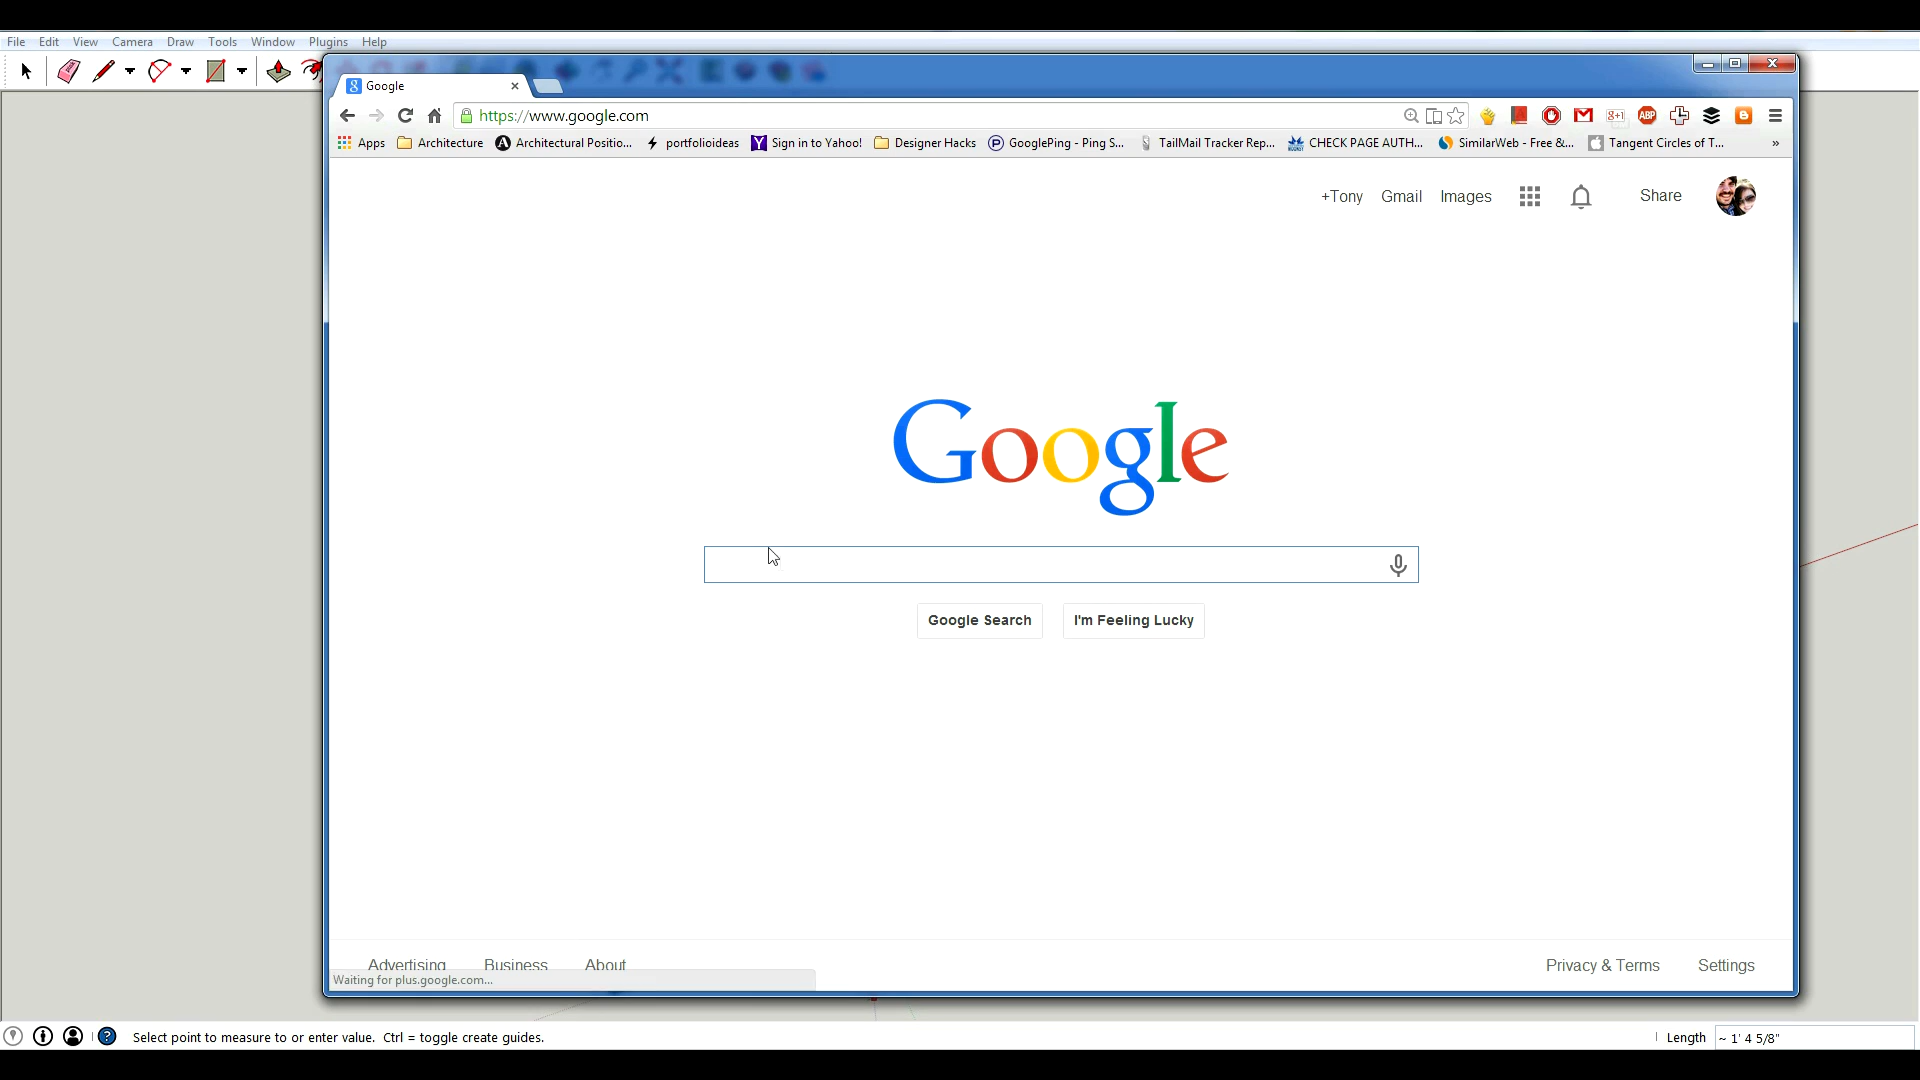 File Edit View Camera Draw Tools Window Plugins Help
Google
https://www.google.com
Apps Architecture Architectural Positio... portfolioideas Sign in to Yahoo! Designer Hacks GooglePing - Ping S... TailMail Tracker Rep... CHECK PAGE AUTH... SimilarWeb - Free &... Tangent Circles of T... »
+Tony Gmail Images Share
Google
Google Search I'm Feeling Lucky
Advertising Business About Privacy & Terms Settings
Waiting for plus.google.com...
Select point to measure to or enter value. Ctrl = toggle create guides. Length ~ 1' 4 5/8"